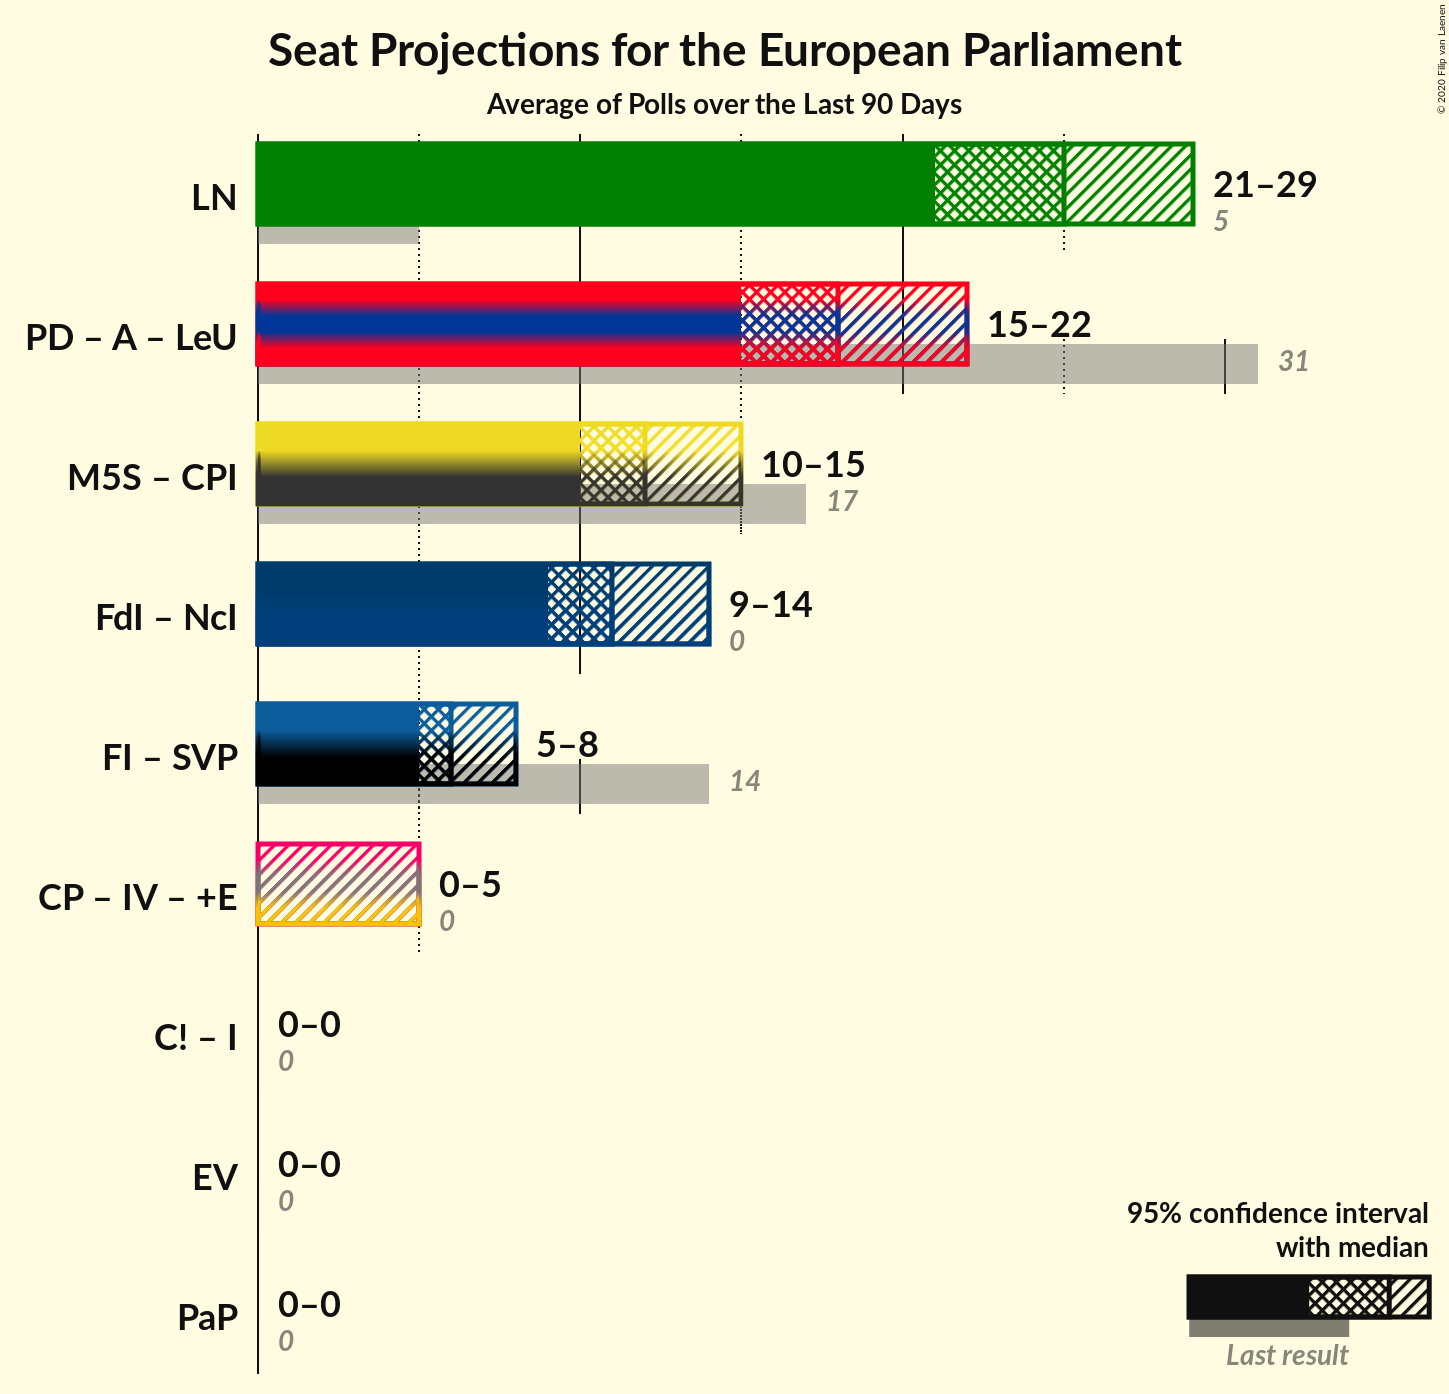 Seat Projections for the European Parliament
Average of Polls over the Last 90 Days
© 2020 Filip van Laenen
LN
21–29
5
PD – A – LeU
15–22
31
M5S – CPI
10–15
17
FdI – NcI
9–14
0
FI – SVP
5–8
14
CP – IV – +E
0–5
0
C! – I
0–0
0
EV
0–0
0
PaP
0–0
0
95% confidence interval
with median
Last result